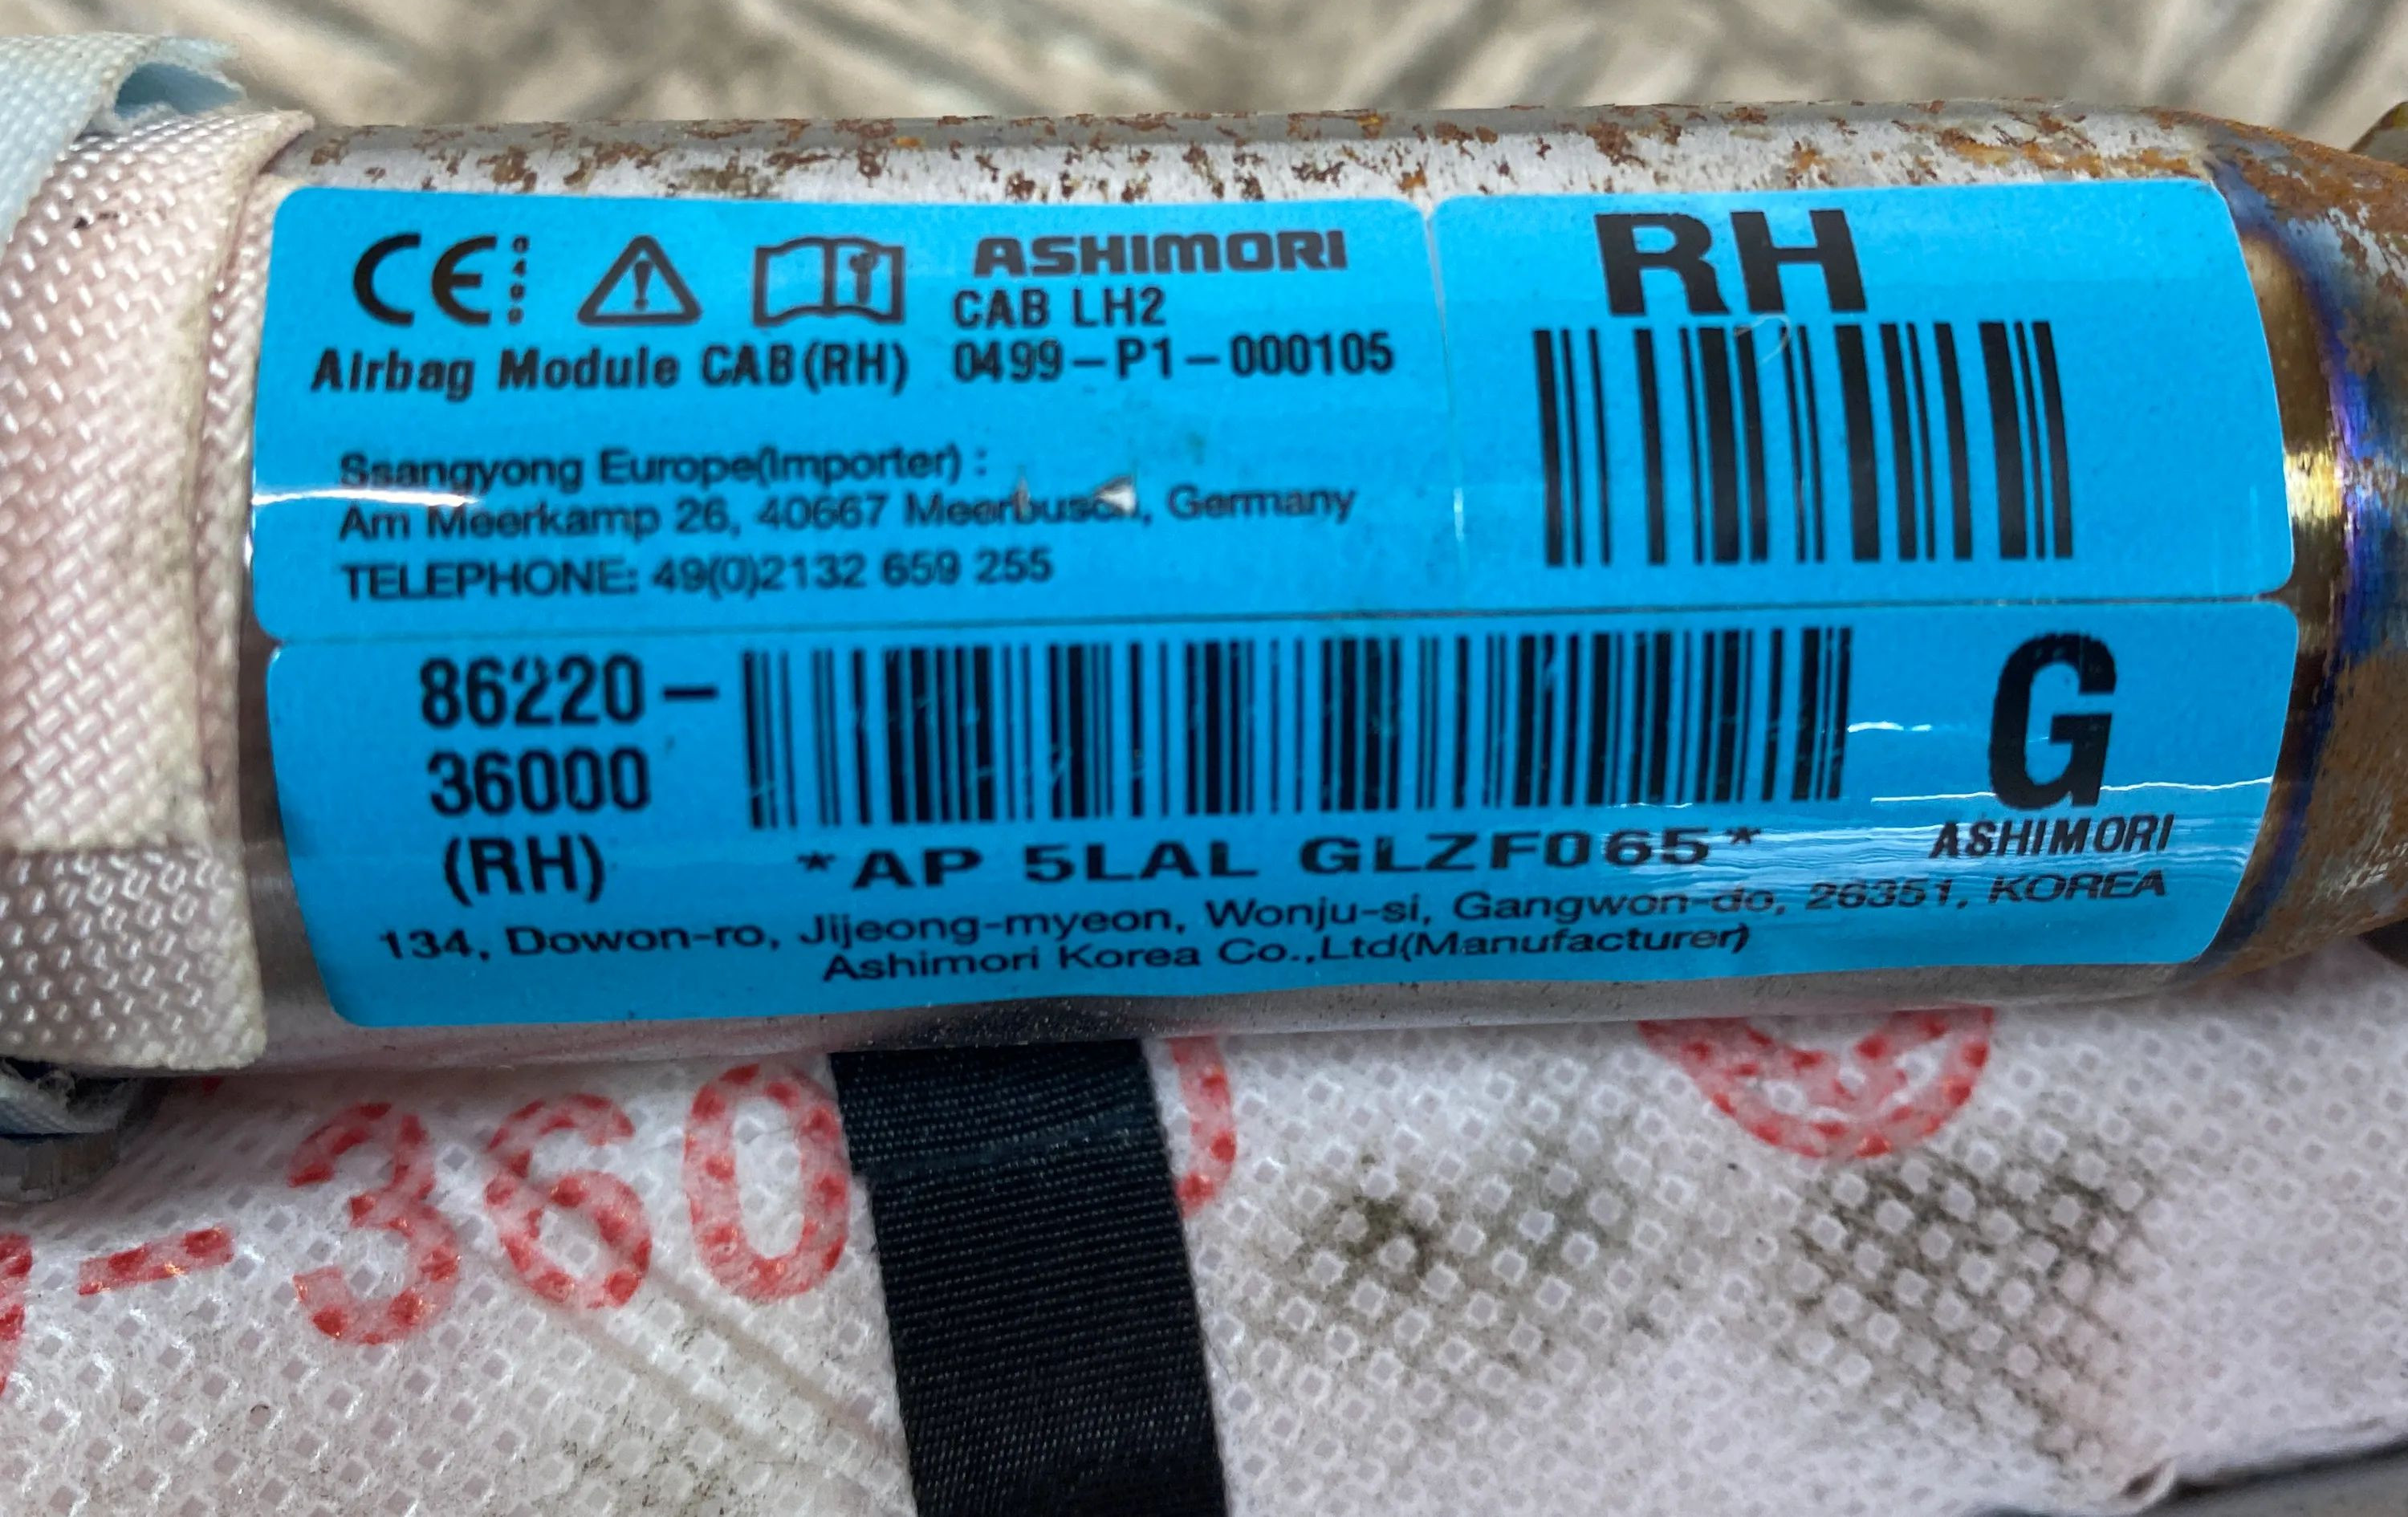 CE 0499
ASHIMORI
CAB LH2
Airbag Module CAB(RH) 0499-P1-000105
Ssangyong Europe(Importer) :
Am Meerkamp 26, 40667 Meerbusch, Germany
TELEPHONE: 49(0)2132 659 255
RH
86220-
36000
(RH)
*AP 5LAL GLZF065*
G
ASHIMORI
134, Dowon-ro, Jijeong-myeon, Wonju-si, Gangwon-do, 26351, KOREA
Ashimori Korea Co.,Ltd(Manufacturer)
-360